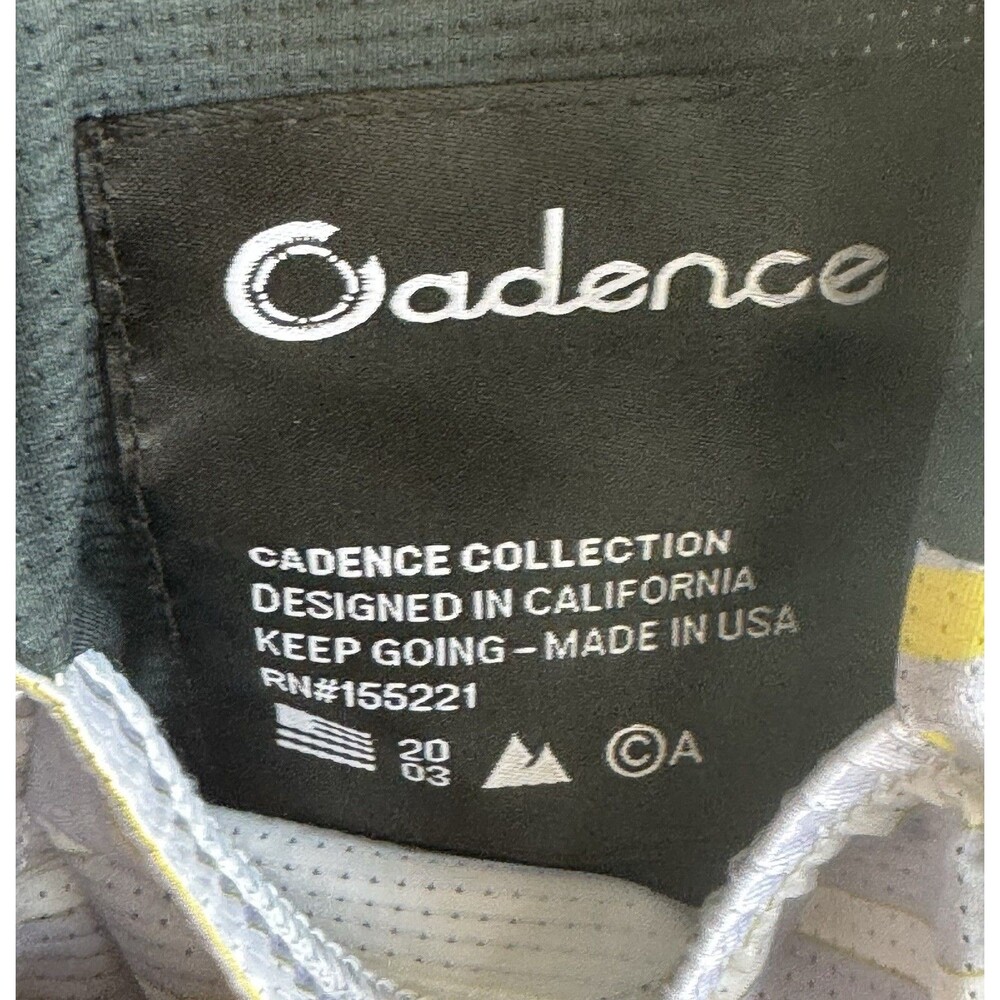 Cadence
CADENCE COLLECTION
DESIGNED IN CALIFORNIA
KEEP GOING – MADE IN USA
RN#155221
20
03
©A